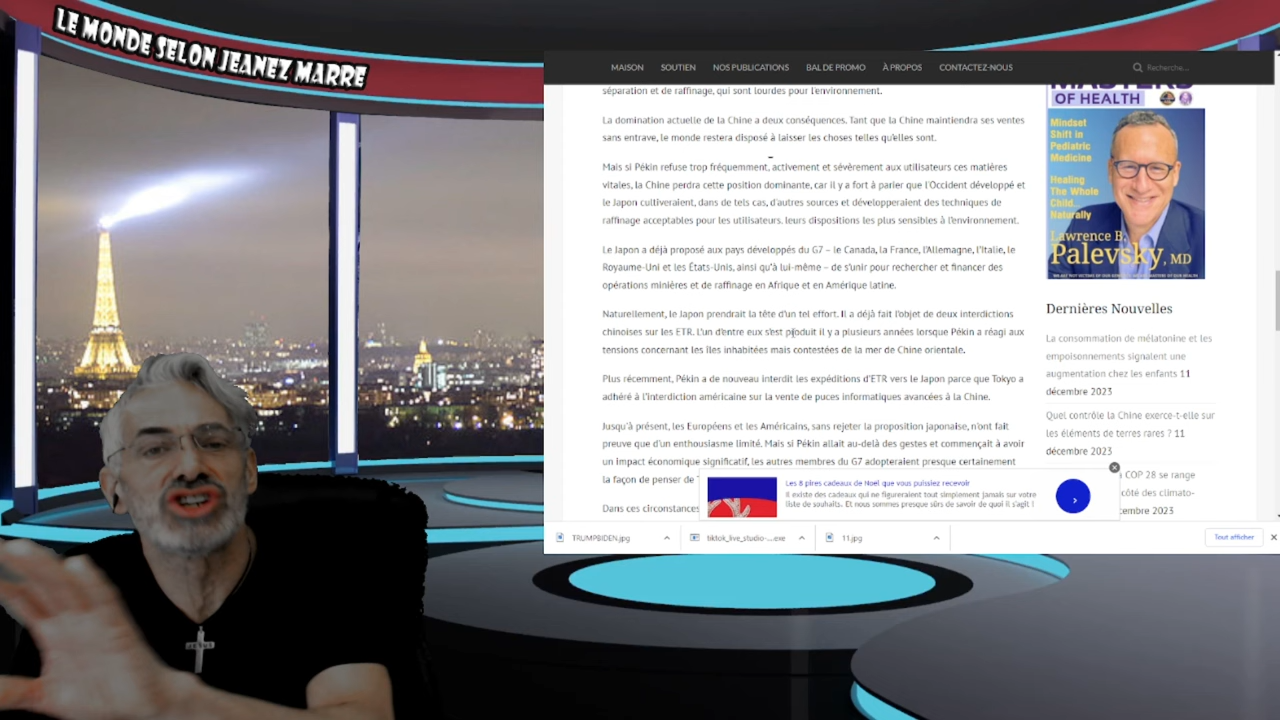 LE MONDE SELON JEANEZ MARRE
MAISON SOUTIEN NOS PUBLICATIONS BAL DE PROMO À PROPOS CONTACTEZ-NOUS Recherche...
séparation et de raffinage, qui sont lourdes pour l'environnement.
La domination actuelle de la Chine a deux conséquences. Tant que la Chine maintiendra ses ventes
sans entrave, le monde restera disposé à laisser les choses telles qu'elles sont.
Mais si Pékin refuse trop fréquemment, activement et sévèrement aux utilisateurs ces matières
vitales, la Chine perdra cette position dominante, car il y a fort à parier que l'Occident développé et
le Japon cultiveraient, dans de tels cas, d'autres sources et développeraient des techniques de
raffinage acceptables pour les utilisateurs. leurs dispositions les plus sensibles à l'environnement.
Le Japon a déjà proposé aux pays développés du G7 – le Canada, la France, l'Allemagne, l'Italie, le
Royaume-Uni et les États-Unis, ainsi qu'à lui-même – de s'unir pour rechercher et financer des
opérations minières et de raffinage en Afrique et en Amérique latine.
Naturellement, le Japon prendrait la tête d'un tel effort. Il a déjà fait l'objet de deux interdictions
chinoises sur les ETR. L'un d'entre eux s'est produit il y a plusieurs années lorsque Pékin a réagi aux
tensions concernant les îles inhabitées mais contestées de la mer de Chine orientale.
Plus récemment, Pékin a de nouveau interdit les expéditions d'ETR vers le Japon parce que Tokyo a
adhéré à l'interdiction américaine sur la vente de puces informatiques avancées à la Chine.
Jusqu'à présent, les Européens et les Américains, sans rejeter la proposition japonaise, n'ont fait
preuve que d'un enthousiasme limité. Mais si Pékin allait au-delà des gestes et commençait à avoir
un impact économique significatif, les autres membres du G7 adopteraient presque certainement
la façon de penser de
Dans ces circonstances
MASTERS
OF HEALTH
Mindset
Shift in
Pediatric
Medicine
Healing
The Whole
Child,
Naturally
Lawrence B.
Palevsky, MD
Dernières Nouvelles
La consommation de mélatonine et les
empoisonnements signalent une
augmentation chez les enfants 11
décembre 2023
Quel contrôle la Chine exerce-t-elle sur
les éléments de terres rares ? 11
décembre 2023
COP 28 se range
côté des climato-
cembre 2023
Les 8 pires cadeaux de Noël que vous puissiez recevoir
Il existe des cadeaux qui ne figureraient tout simplement jamais sur votre
liste de souhaits. Et nous sommes presque sûrs de savoir de quoi il s'agit !
TRUMPBIDEN.jpg tiktok_live_studio-....exe 11.jpg Tout afficher
JESUS